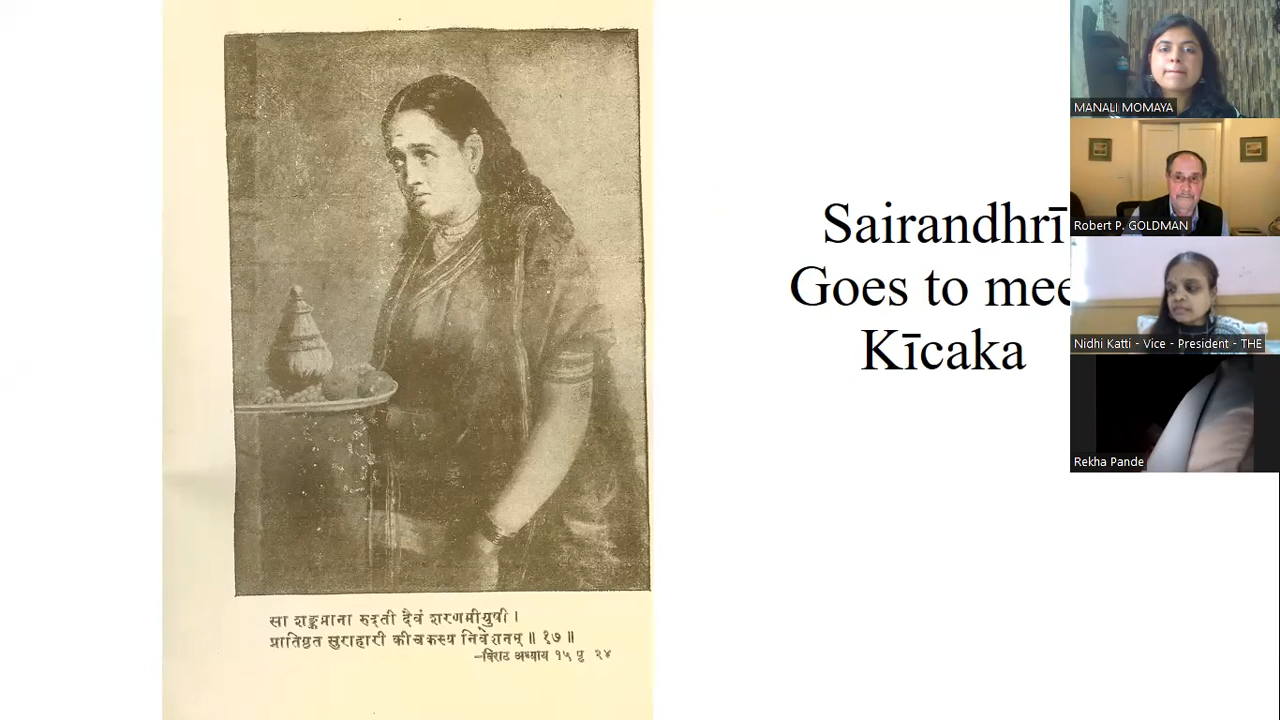 Sairandhrī
Goes to mee
Kīcaka
सा शङ्कमाना रुदती दैवं शरणमीयुषी ।
प्रातिष्ठत सुराहारी कीचकस्य निवेशनम् ॥ १७ ॥
—विराट अध्याय १५ पृ २४
MANALI MOMAYA
Robert P. GOLDMAN
Nidhi Katti - Vice - President - THE
Rekha Pande